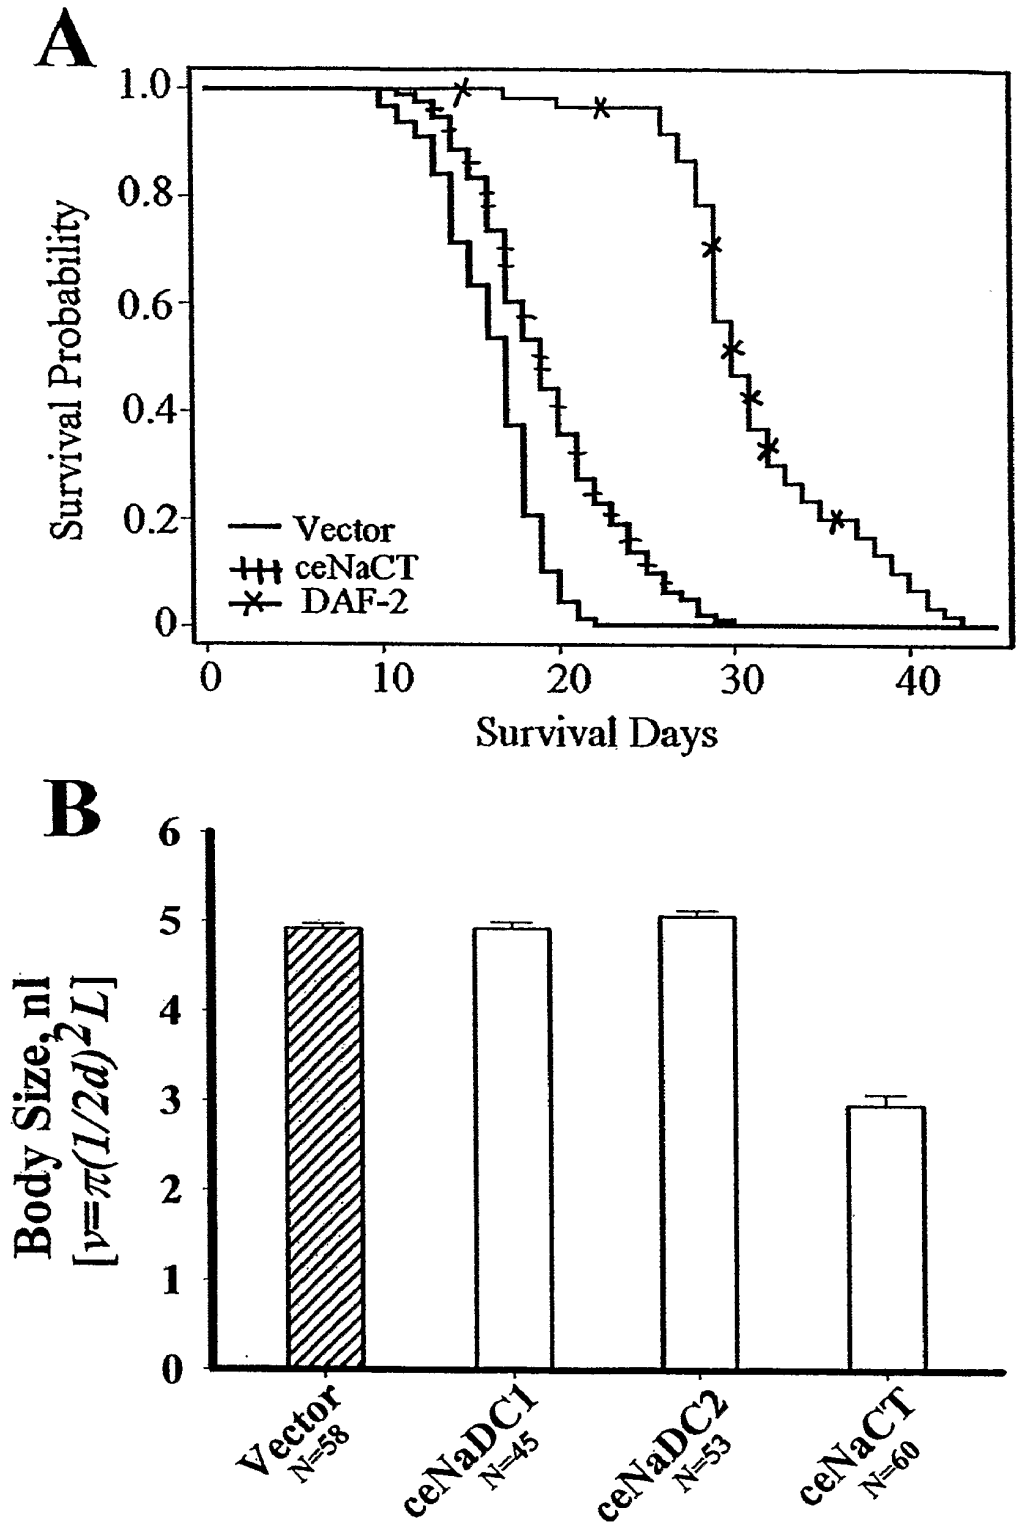 A
1.0
0.8
0.6
0.4
0.2
0
Survival Probability
Vector
ceNaCT
DAF-2
0 10 20 30 40
Survival Days
B
6
5
4
3
2
1
0
Body Size, nl
[v=π(1/2d)²L]
Vector
N=58
ceNaDC1
N=45
ceNaDC2
N=53
ceNaCT
N=60